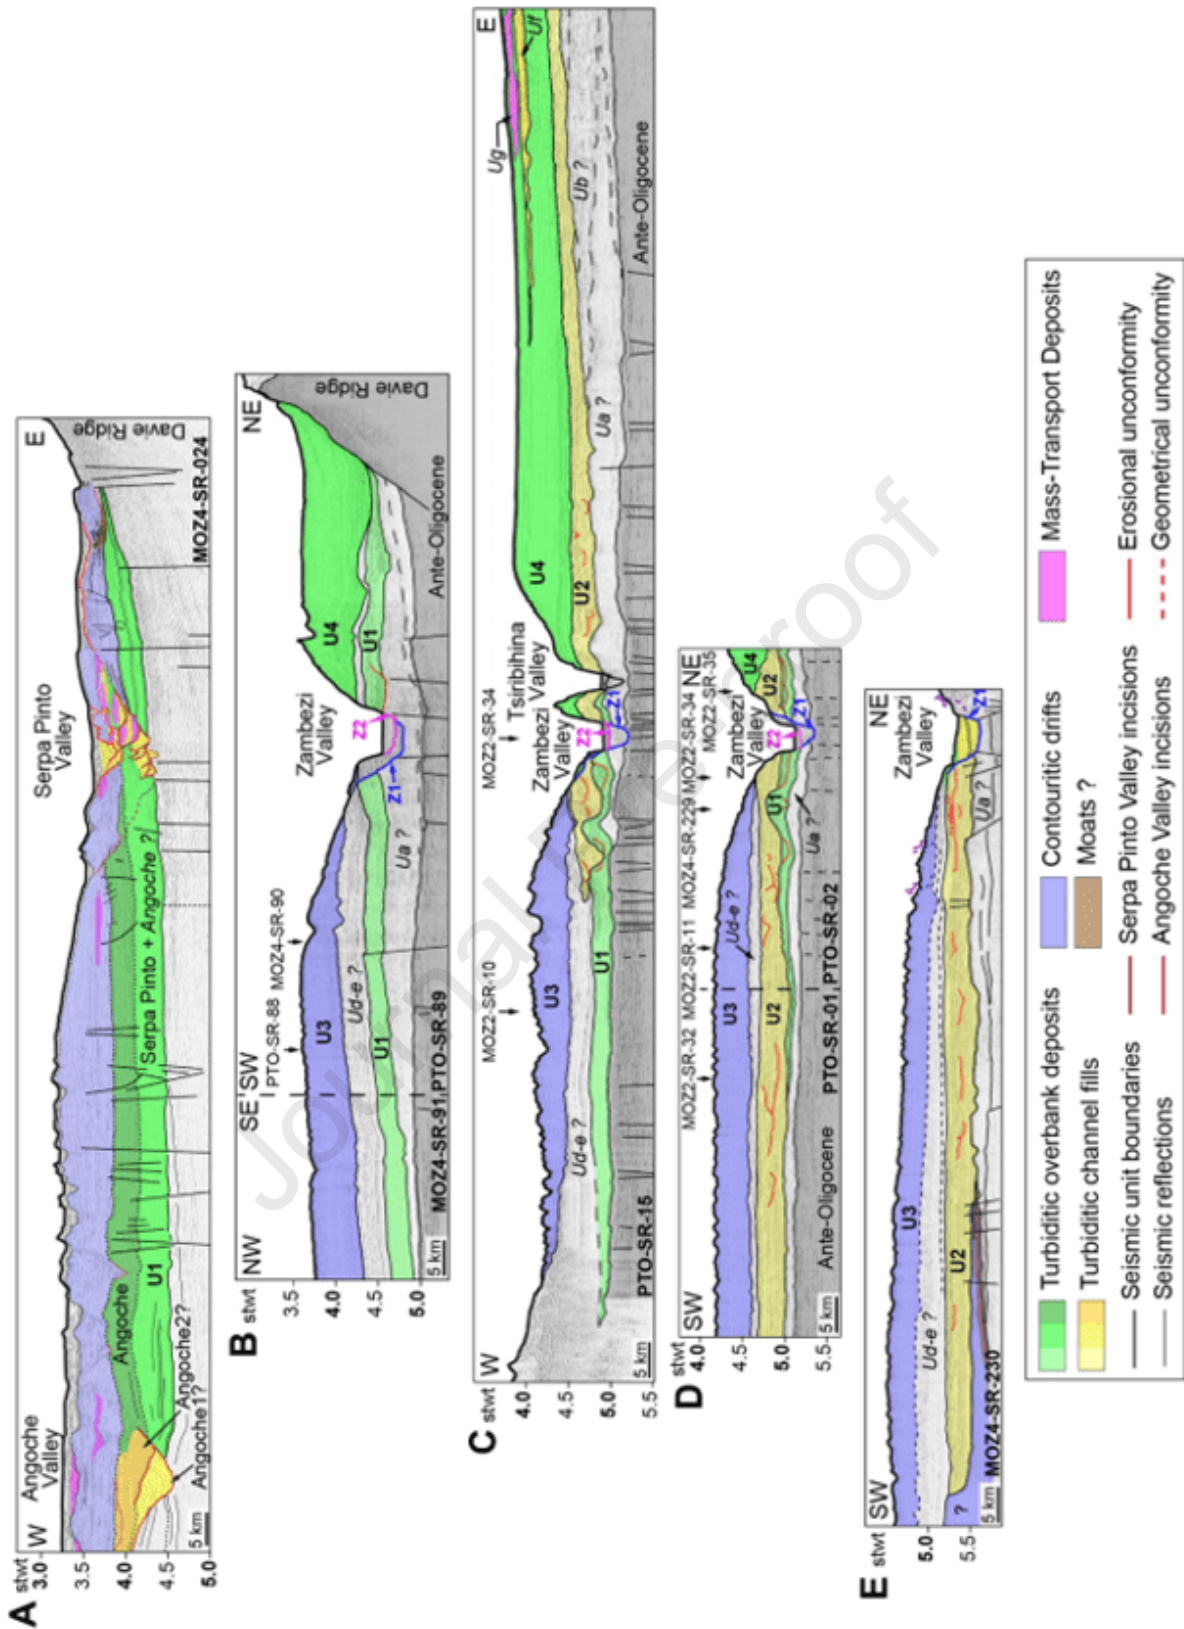 A
stwt
3.0
3.5
4.0
4.5
5.0
W
E
Angoche
Valley
Serpa Pinto
Valley
Angoche
Angoche2?
Angoche1?
U1
Serpa Pinto + Angoche ?
Davie Ridge
MOZ4-SR-024
5 km
B
stwt
3.5
4.0
4.5
5.0
NW
SE'SW
NE
PTO-SR-88
MOZ4-SR-90
Zambezi
Valley
U3
Ud-e ?
U1
Ua ?
Z1
Z2
U4
U1
Davie Ridge
Ante-Oligocene
MOZ4-SR-91
PTO-SR-89
5 km
C
stwt
4.0
4.5
5.0
5.5
W
E
MOZ2-SR-10
MOZ2-SR-34
Zambezi
Valley
Tsiribihina
Valley
U3
Ud-e ?
U1
Z2
Z1
U4
U2
Ua ?
Ub ?
Ug
Uf
Ante-Oligocene
PTO-SR-15
5 km
D
stwt
4.0
4.5
5.0
5.5
SW
NE
MOZ2-SR-32
MOZ2-SR-11
MOZ4-SR-229
MOZ2-SR-34
MOZ2-SR-35
Zambezi
Valley
U3
Ud-e ?
U2
U1
Ua ?
Z2
Z1
U4
U2
Ante-Oligocene
PTO-SR-01
PTO-SR-02
5 km
E
stwt
5.0
5.5
SW
NE
Zambezi
Valley
U3
Ud-e ?
U2
Ua ?
Z1
?
MOZ4-SR-230
5 km
Turbiditic overbank deposits
Contouritic drifts
Mass-Transport Deposits
Turbiditic channel fills
Moats ?
Seismic unit boundaries
Serpa Pinto Valley incisions
Erosional unconformity
Seismic reflections
Angoche Valley incisions
Geometrical unconformity
Journal Pre-proof